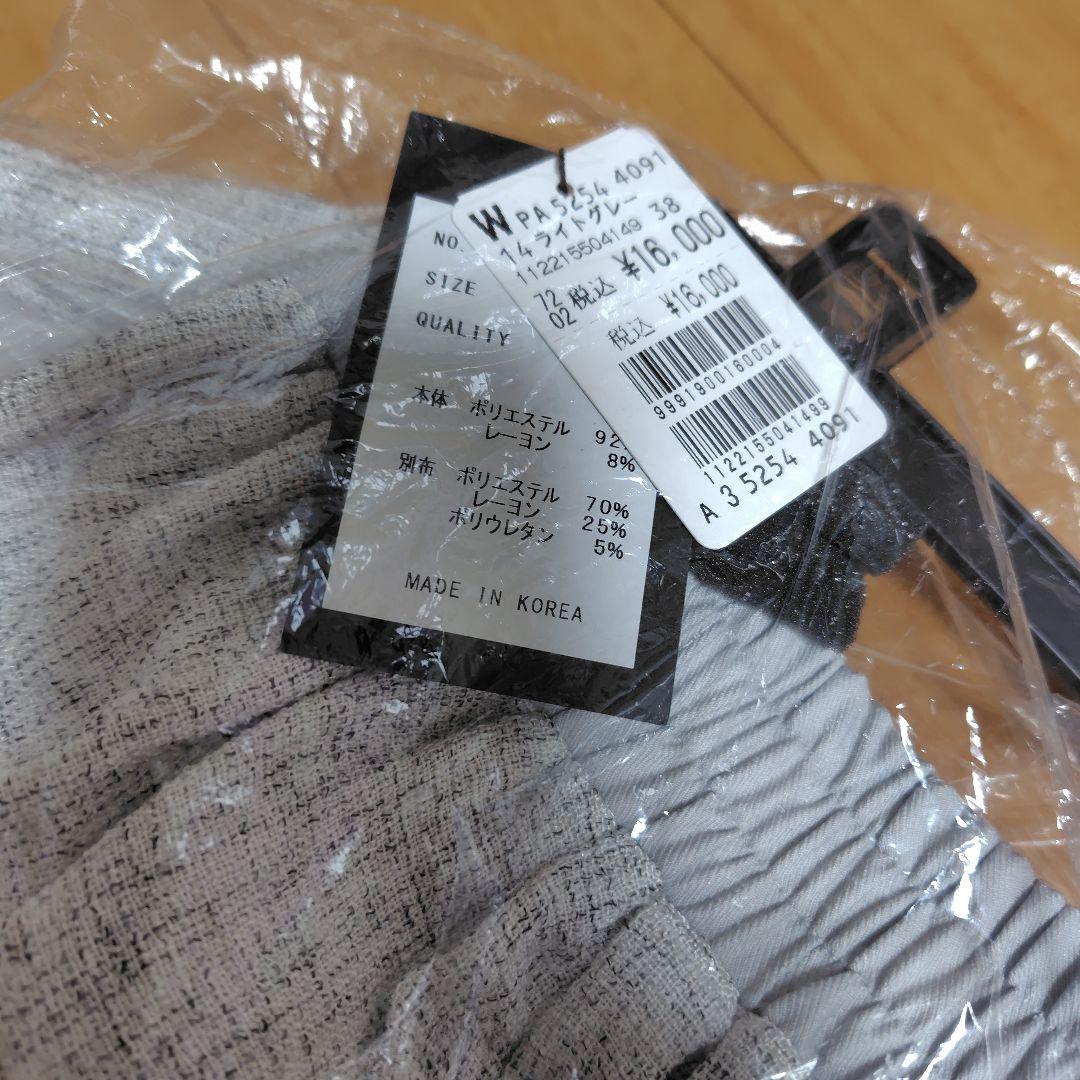 NO.
SIZE
QUALITY
本体 ポリエステル 92
レーヨン 8%
別布 ポリエステル 70%
レーヨン 25%
ポリウレタン 5%
MADE IN KOREA
W PA5254 4091
14ライトグレー
112215504149 38
72
02 税込 ¥16,000
税込 ¥16,000
9991900160004
1122155041499
A 3 5254 4091